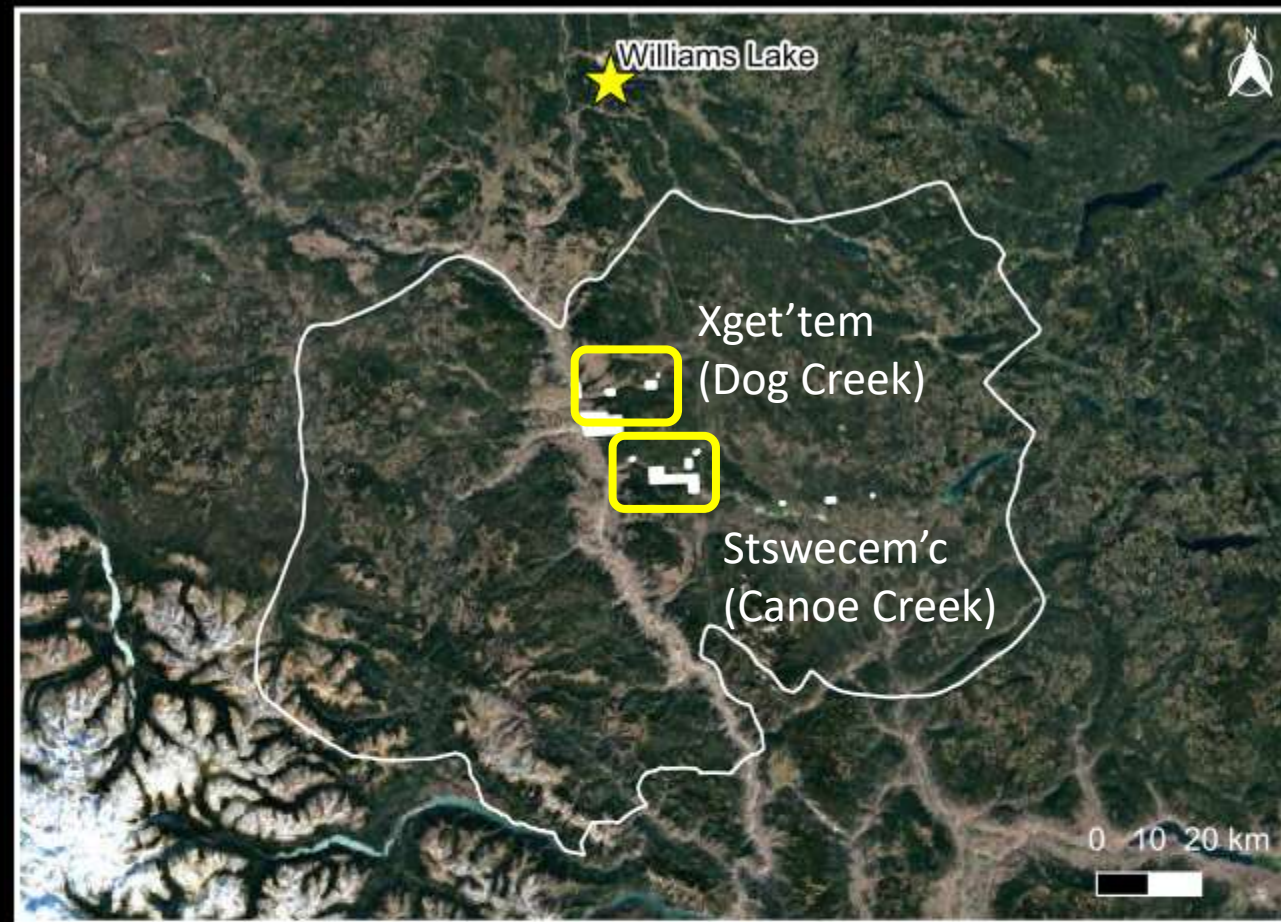 Williams Lake
N
Xget’tem
(Dog Creek)
Stswecem’c
(Canoe Creek)
0 10 20 km